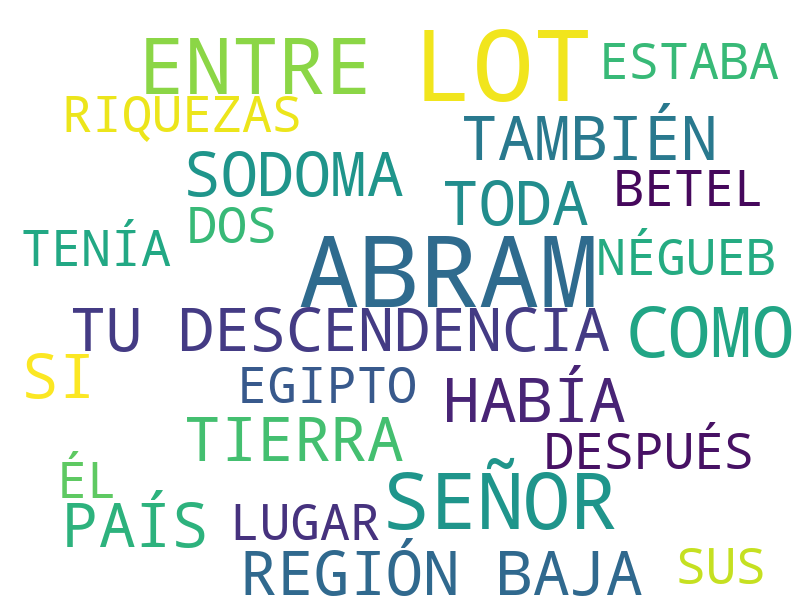 ENTRE LOT ESTABA
RIQUEZAS TAMBIÉN
SODOMA TODA BETEL
TENÍA DOS
ABRAM NÉGUEB
TU DESCENDENCIA COMO
SI EGIPTO HABÍA
TIERRA DESPUÉS
ÉL
PAÍS LUGAR SEÑOR
REGIÓN BAJA SUS